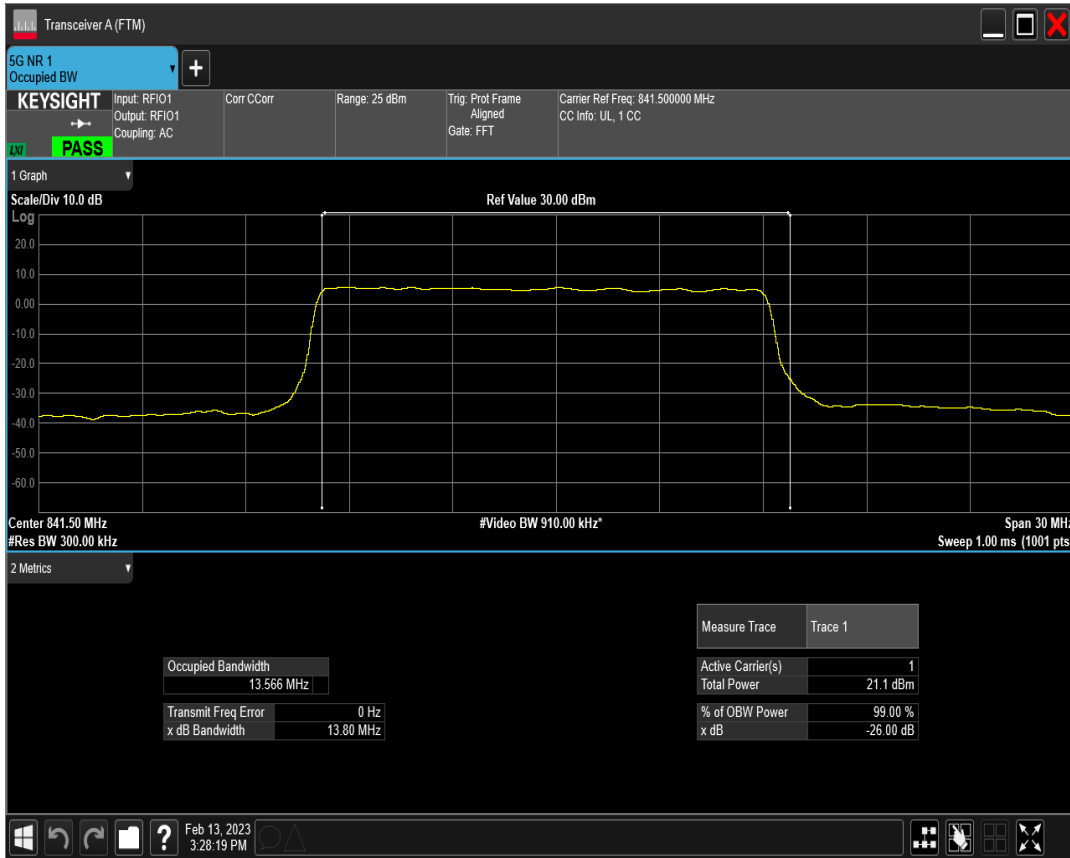 Transceiver A (FTM)
5G NR 1
Occupied BW
+
KEYSIGHT
Input: RFIO1
Output: RFIO1
Coupling: AC
Corr CCorr
Range: 25 dBm
Trig: Prot Frame
Aligned
Gate: FFT
Carrier Ref Freq: 841.500000 MHz
CC Info: UL, 1 CC
LXI
PASS
1 Graph
Scale/Div 10.0 dB
Ref Value 30.00 dBm
Log
20.0
10.0
0.00
-10.0
-20.0
-30.0
-40.0
-50.0
-60.0
Center 841.50 MHz
#Video BW 910.00 kHz*
Span 30 MHz
#Res BW 300.00 kHz
Sweep 1.00 ms (1001 pts
2 Metrics
Measure Trace Trace 1
Occupied Bandwidth
13.566 MHz
Active Carrier(s) 1
Total Power 21.1 dBm
Transmit Freq Error 0 Hz
x dB Bandwidth 13.80 MHz
% of OBW Power 99.00 %
x dB -26.00 dB
?
Feb 13, 2023
3:28:19 PM